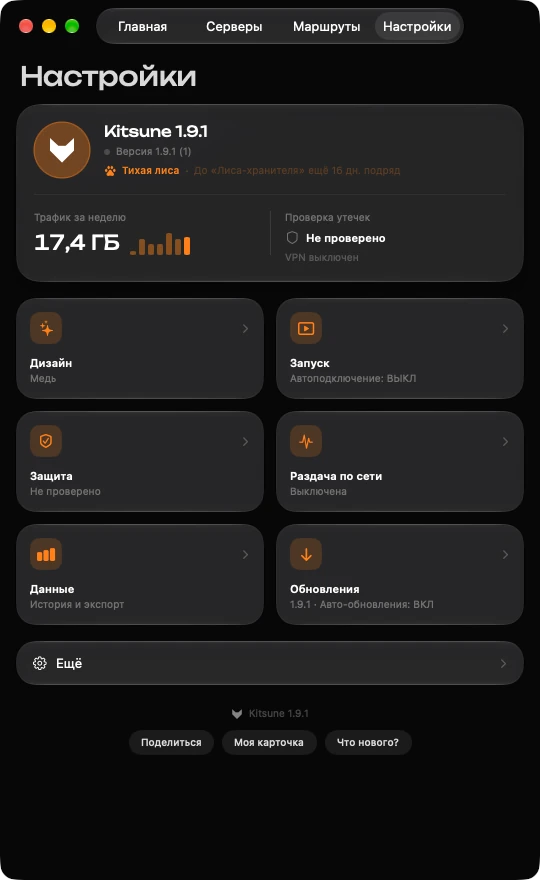 Главная Серверы Маршруты Настройки
Настройки
Kitsune 1.9.1
Версия 1.9.1 (1)
Тихая лиса · До «Лиса-хранителя» ещё 16 дн. подряд
Трафик за неделю
17,4 ГБ
Проверка утечек
Не проверено
VPN выключен
Дизайн
Медь
Запуск
Автоподключение: ВЫКЛ
Защита
Не проверено
Раздача по сети
Выключена
Данные
История и экспорт
Обновления
1.9.1 · Авто-обновления: ВКЛ
Ещё
Kitsune 1.9.1
Поделиться Моя карточка Что нового?